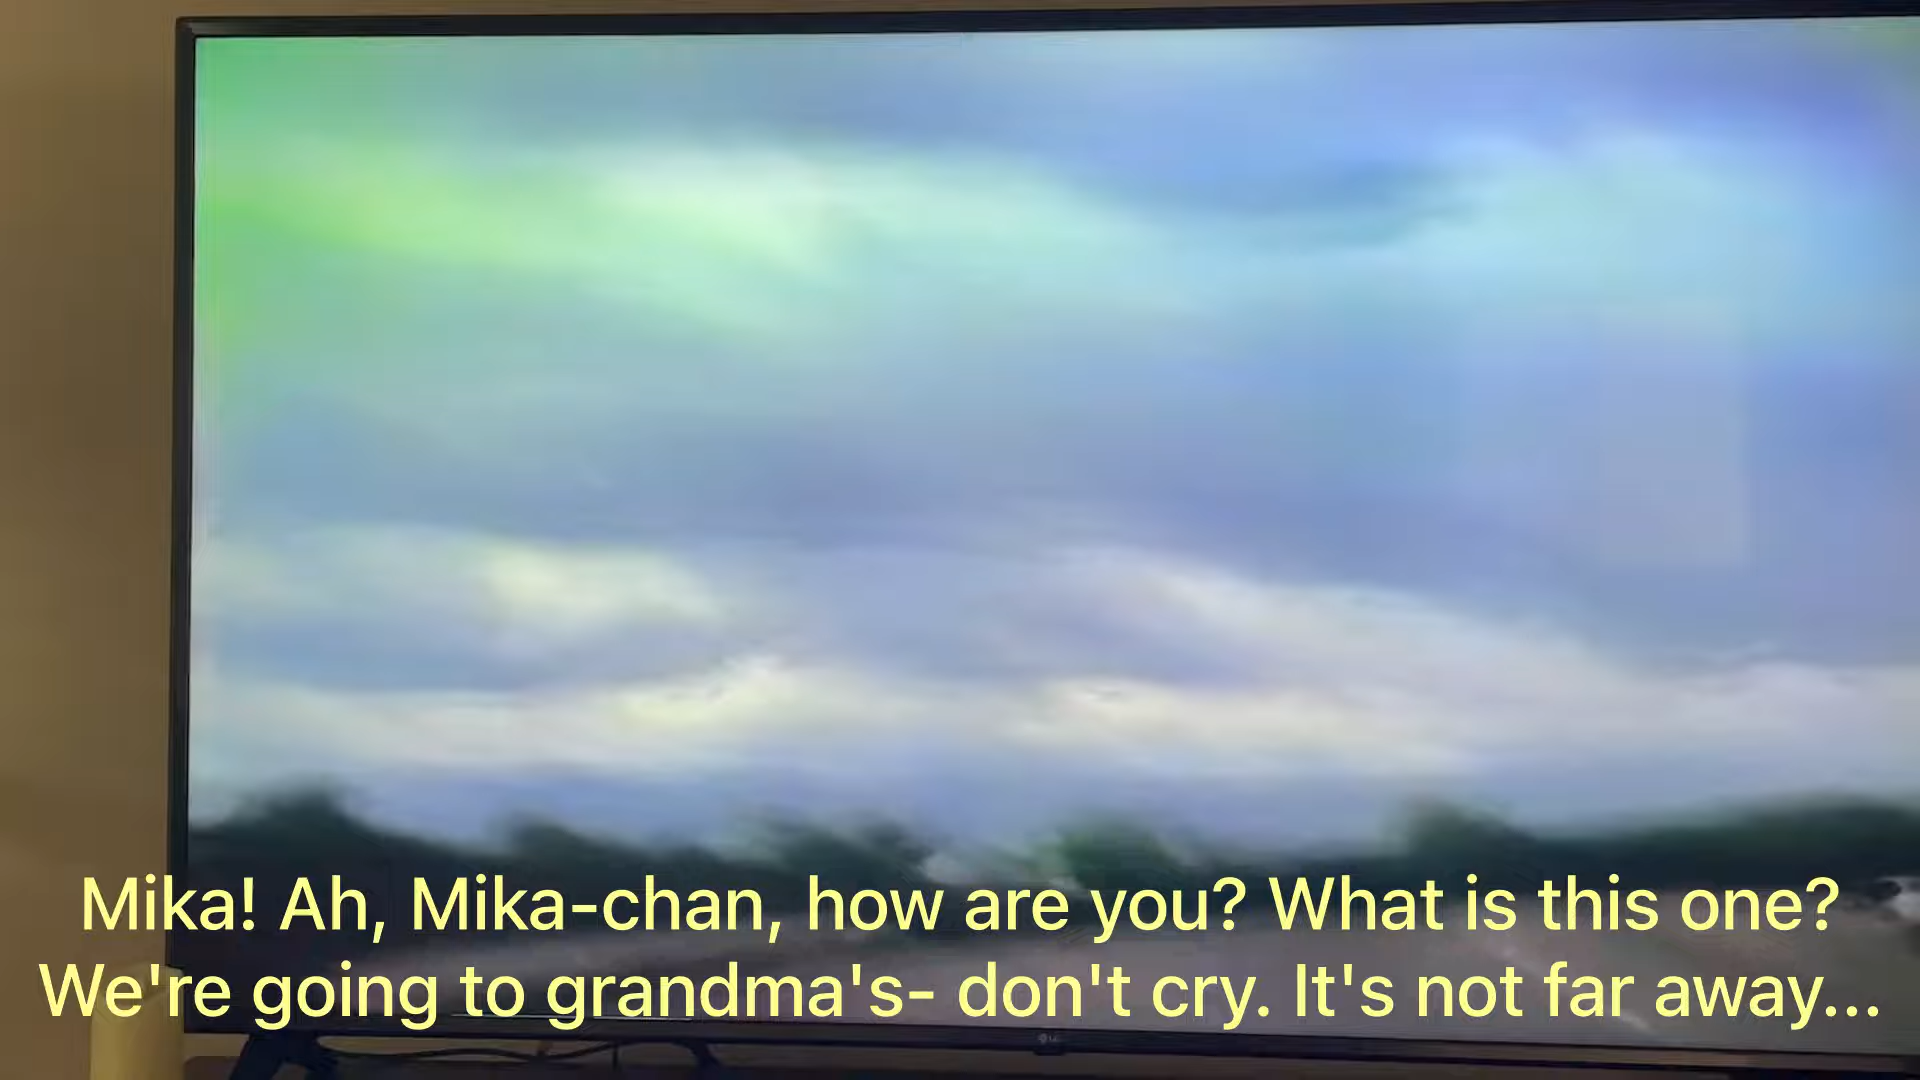 Mika! Ah, Mika-chan, how are you? What is this one?
We're going to grandma's- don't cry. It's not far away...